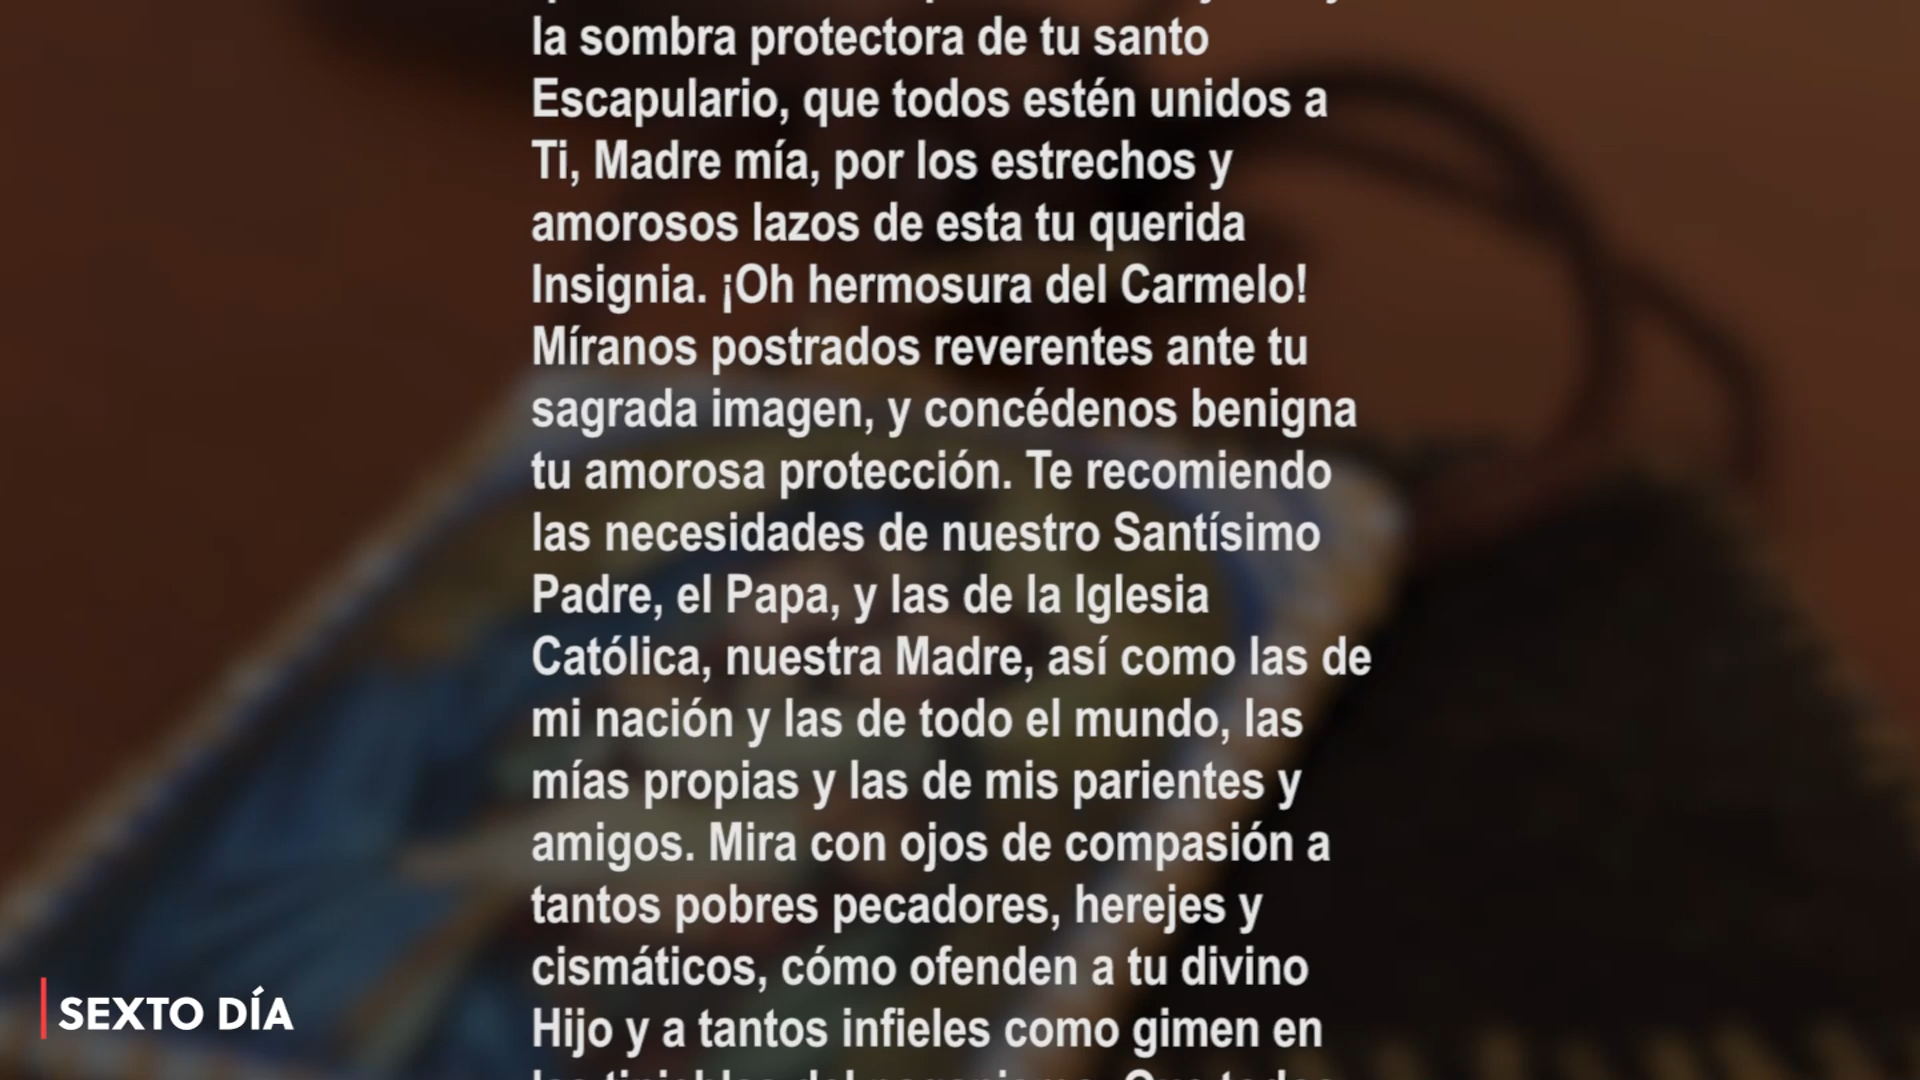 la sombra protectora de tu santo
Escapulario, que todos estén unidos a
Ti, Madre mía, por los estrechos y
amorosos lazos de esta tu querida
Insignia. ¡Oh hermosura del Carmelo!
Míranos postrados reverentes ante tu
sagrada imagen, y concédenos benigna
tu amorosa protección. Te recomiendo
las necesidades de nuestro Santísimo
Padre, el Papa, y las de la Iglesia
Católica, nuestra Madre, así como las de
mi nación y las de todo el mundo, las
mías propias y las de mis parientes y
amigos. Mira con ojos de compasión a
tantos pobres pecadores, herejes y
cismáticos, cómo ofenden a tu divino
Hijo y a tantos infieles como gimen en
SEXTO DÍA